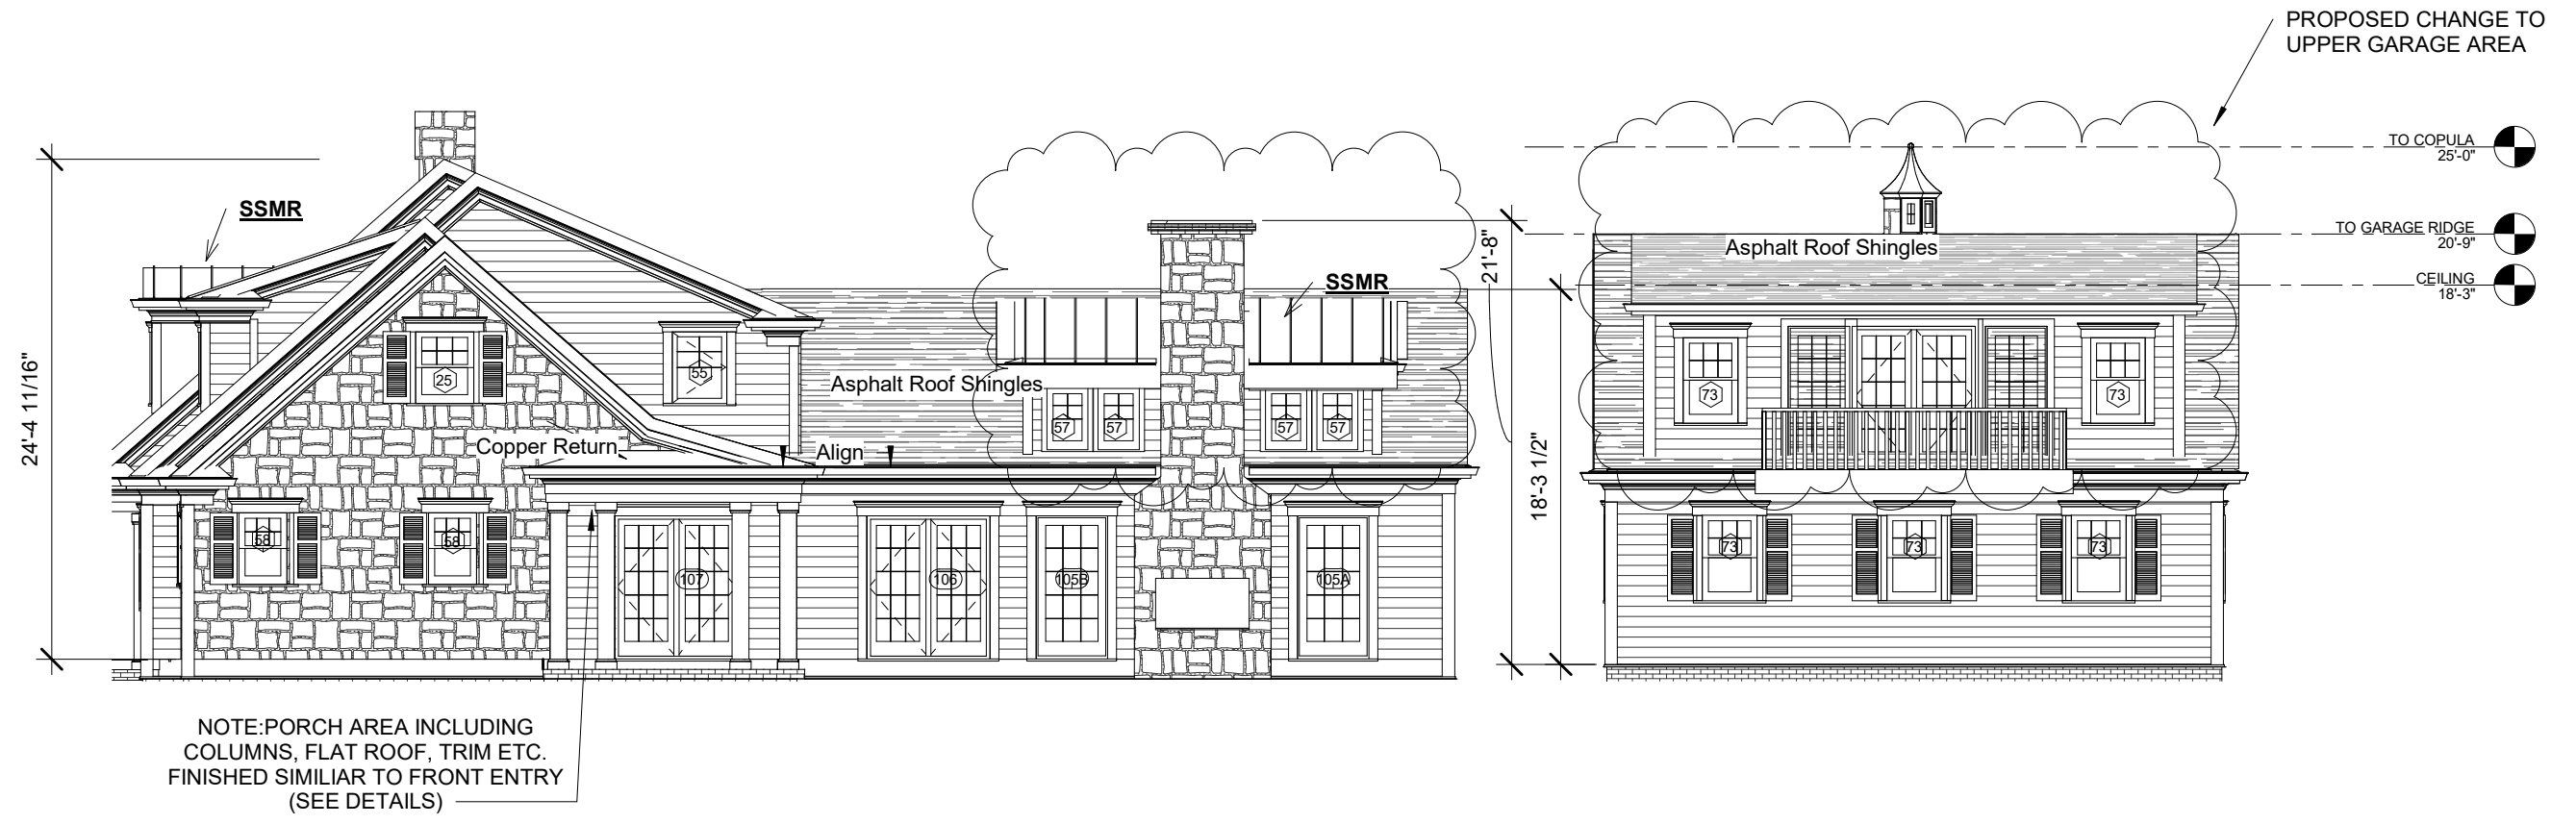 PROPOSED CHANGE TO
UPPER GARAGE AREA
TO COPULA
25'-0"
TO GARAGE RIDGE
20'-9"
CEILING
18'-3"
SSMR
SSMR
Asphalt Roof Shingles
Asphalt Roof Shingles
24'-4 11/16"
21'-8"
18'-3 1/2"
25
55
57
57
57
57
73
73
Copper Return
Align
58
58
107
106
105B
105A
73
73
73
NOTE:PORCH AREA INCLUDING
COLUMNS, FLAT ROOF, TRIM ETC.
FINISHED SIMILIAR TO FRONT ENTRY
(SEE DETAILS)